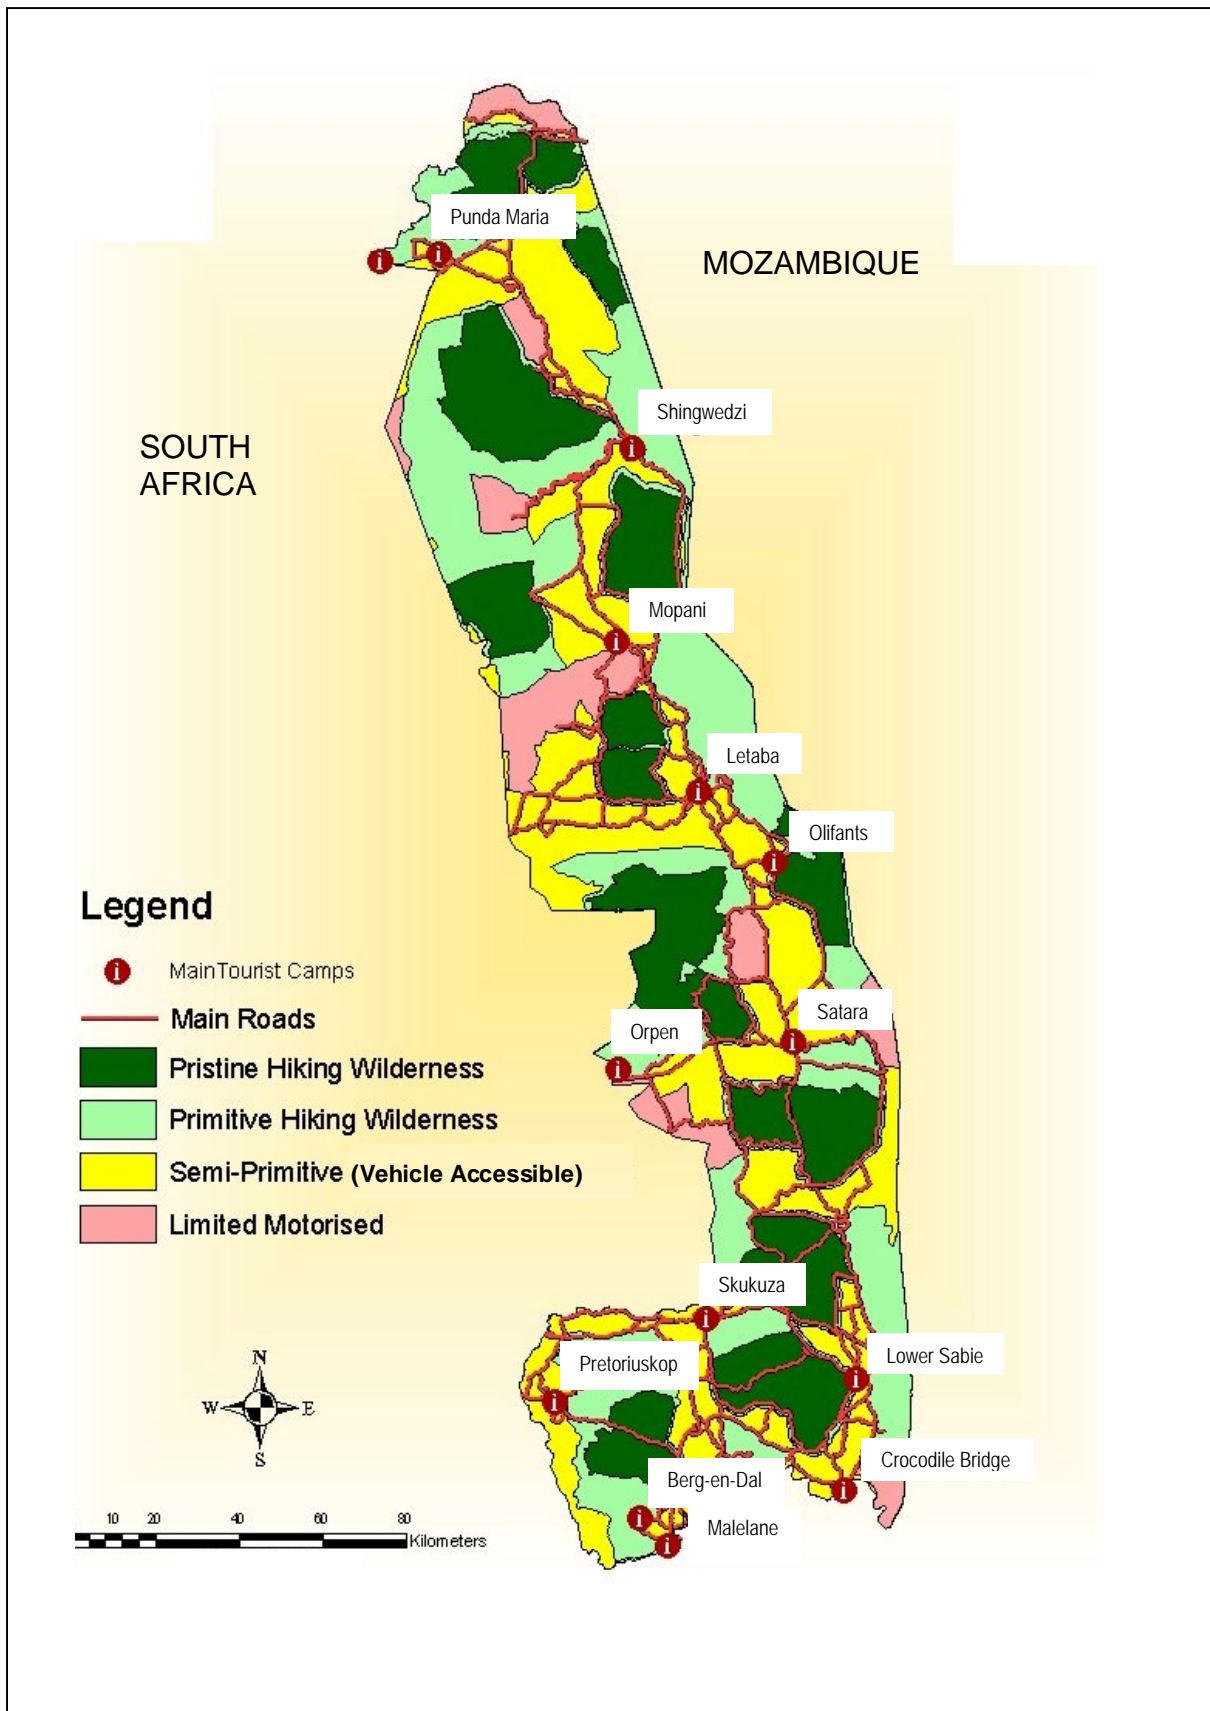 Punda Maria
MOZAMBIQUE
Shingwedzi
SOUTH
AFRICA
Mopani
Letaba
Olifants
Legend
i MainTourist Camps
Main Roads
Pristine Hiking Wilderness
Primitive Hiking Wilderness
Semi-Primitive (Vehicle Accessible)
Limited Motorised
Satara
Orpen
Skukuza
Lower Sabie
Pretoriuskop
Crocodile Bridge
Berg-en-Dal
Malelane
N
W E
S
10 20 40 60 80
Kilometers